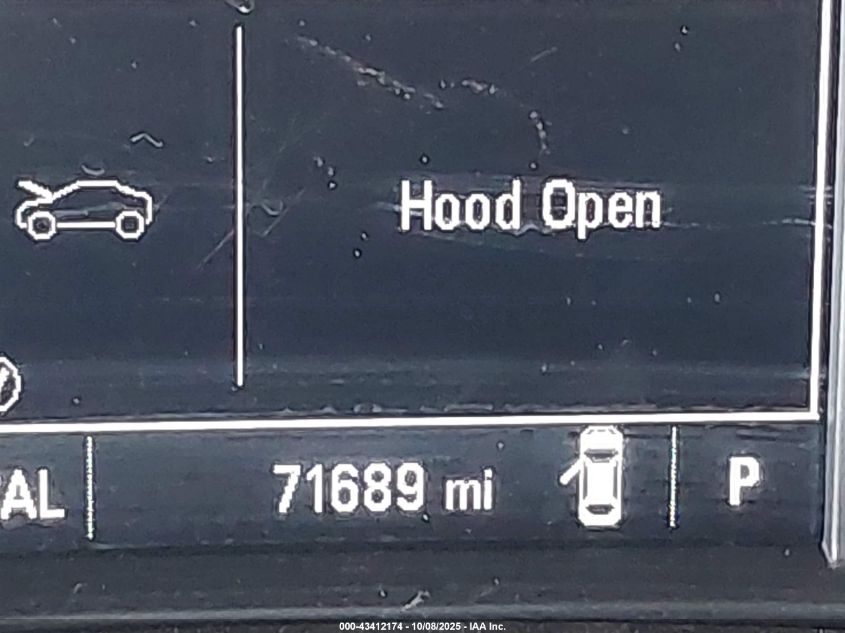 Hood Open
AL
71689 mi
P
000-43412174 - 10/08/2025 - IAA Inc.